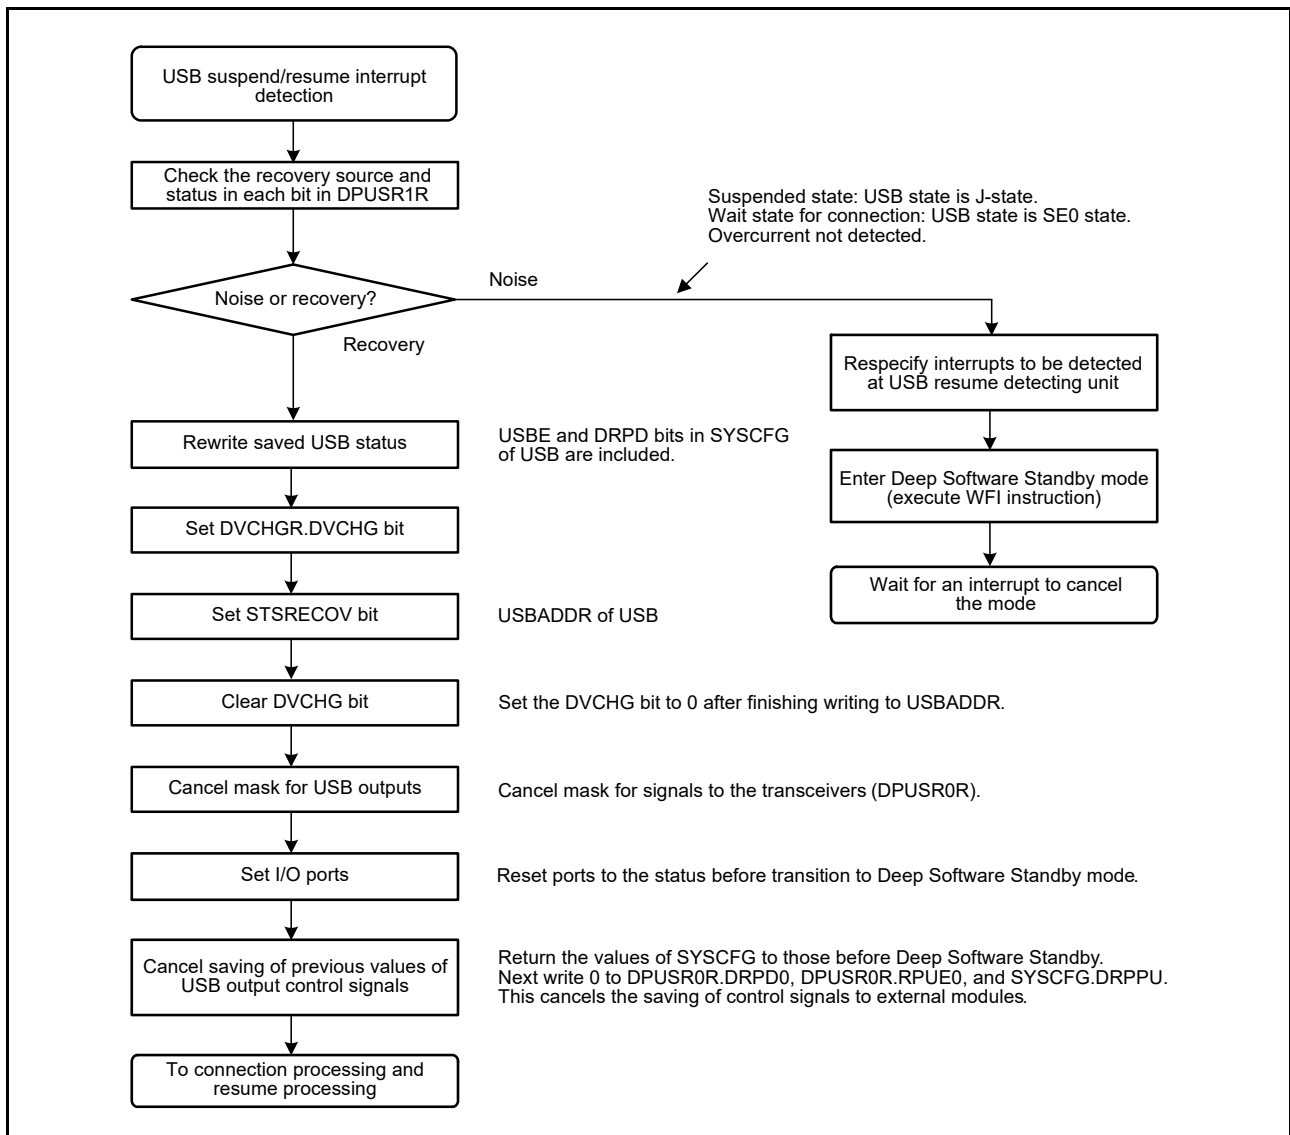 USB suspend/resume interrupt
detection
Check the recovery source and
status in each bit in DPUSR1R
Suspended state: USB state is J-state.
Wait state for connection: USB state is SE0 state.
Overcurrent not detected.
Noise or recovery?
Noise
Recovery
Respecify interrupts to be detected
at USB resume detecting unit
Rewrite saved USB status
USBE and DRPD bits in SYSCFG
of USB are included.
Enter Deep Software Standby mode
(execute WFI instruction)
Set DVCHGR.DVCHG bit
Wait for an interrupt to cancel
the mode
Set STSRECOV bit
USBADDR of USB
Clear DVCHG bit
Set the DVCHG bit to 0 after finishing writing to USBADDR.
Cancel mask for USB outputs
Cancel mask for signals to the transceivers (DPUSR0R).
Set I/O ports
Reset ports to the status before transition to Deep Software Standby mode.
Cancel saving of previous values of
USB output control signals
Return the values of SYSCFG to those before Deep Software Standby.
Next write 0 to DPUSR0R.DRPD0, DPUSR0R.RPUE0, and SYSCFG.DRPPU.
This cancels the saving of control signals to external modules.
To connection processing and
resume processing